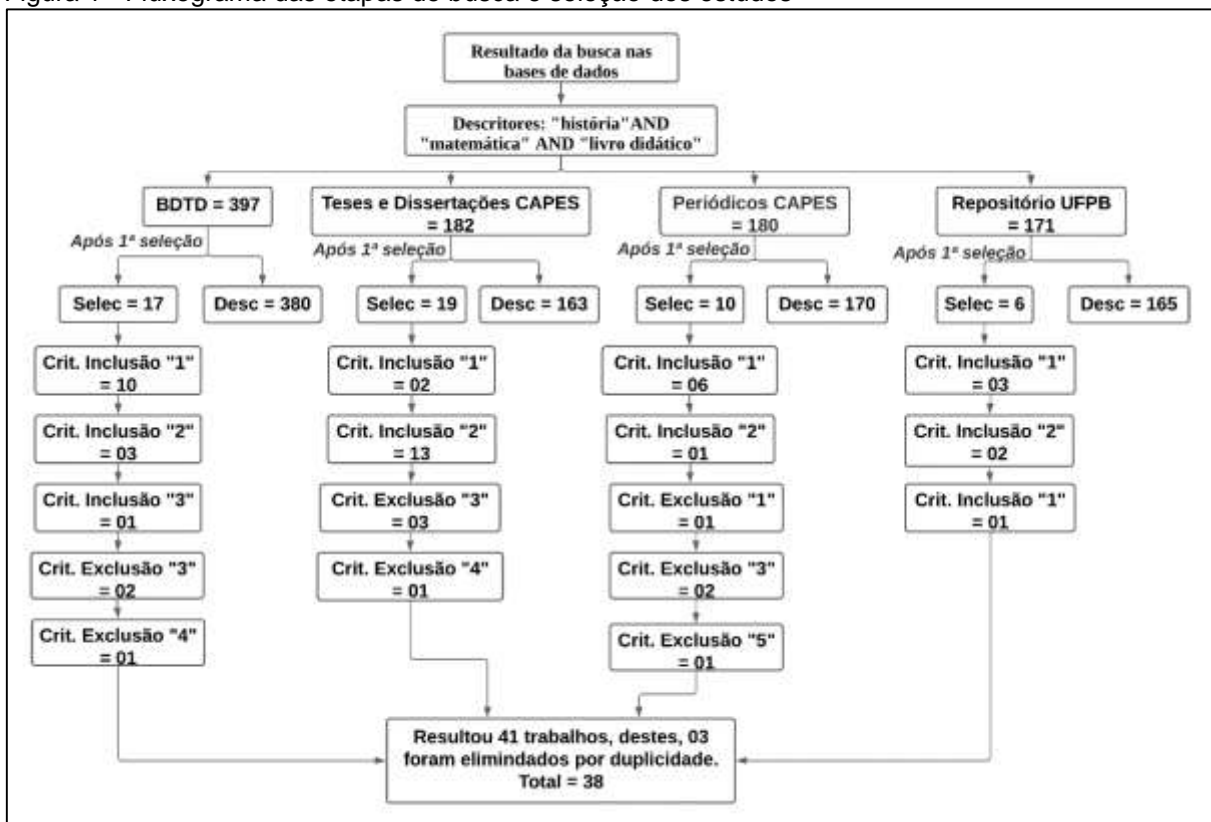 Resultado da busca nas
bases de dados
Descritores: "história"AND
"matemática" AND "livro didático"
BDTD = 397
Teses e Dissertações CAPES
= 182
Periódicos CAPES
= 180
Repositório UFPB
= 171
Após 1ª seleção
Após 1ª seleção
Após 1ª seleção
Após 1ª seleção
Selec = 17
Desc = 380
Selec = 19
Desc = 163
Selec = 10
Desc = 170
Selec = 6
Desc = 165
Crit. Inclusão "1"
= 10
Crit. Inclusão "1"
= 02
Crit. Inclusão "1"
= 06
Crit. Inclusão "1"
= 03
Crit. Inclusão "2"
= 03
Crit. Inclusão "2"
= 13
Crit. Inclusão "2"
= 01
Crit. Inclusão "2"
= 02
Crit. Inclusão "3"
= 01
Crit. Exclusão "3"
= 03
Crit. Exclusão "1"
= 01
Crit. Inclusão "1"
= 01
Crit. Exclusão "3"
= 02
Crit. Exclusão "4"
= 01
Crit. Exclusão "3"
= 02
Crit. Exclusão "4"
= 01
Crit. Exclusão "5"
= 01
Resultou 41 trabalhos, destes, 03
foram elimindados por duplicidade.
Total = 38